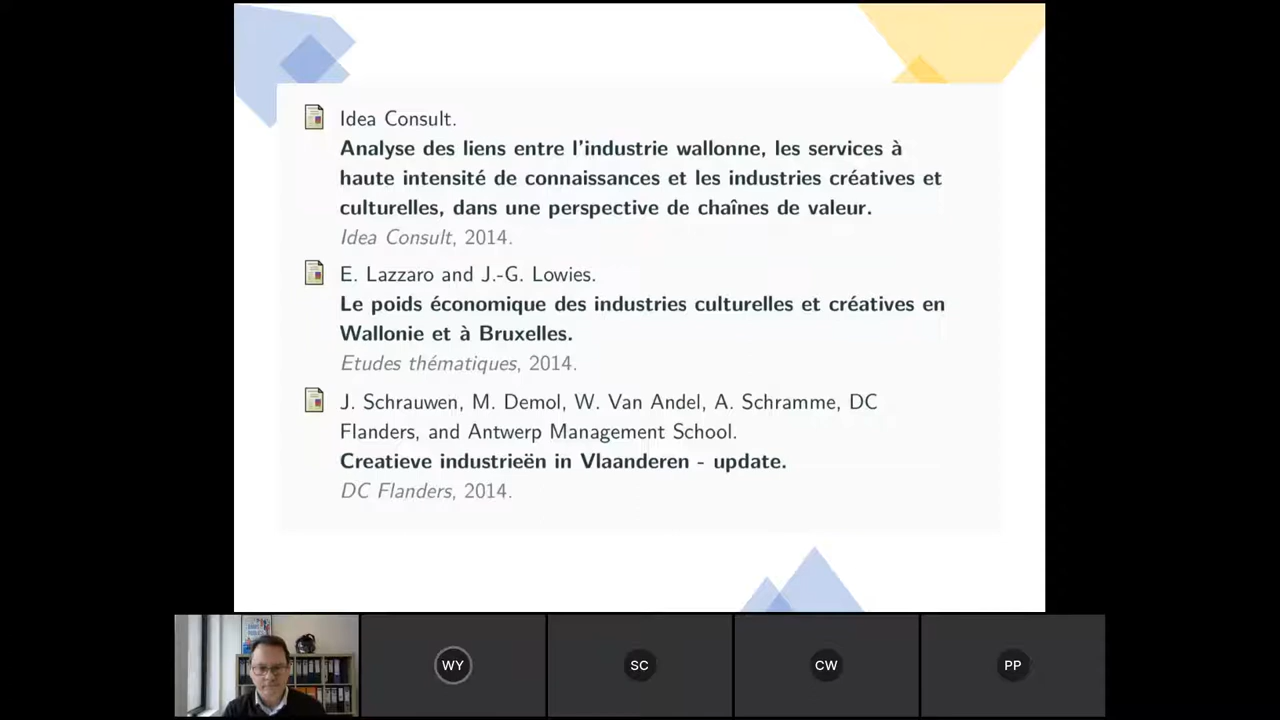 Idea Consult.
Analyse des liens entre l'industrie wallonne, les services à
haute intensité de connaissances et les industries créatives et
culturelles, dans une perspective de chaînes de valeur.
Idea Consult, 2014.
E. Lazzaro and J.-G. Lowies.
Le poids économique des industries culturelles et créatives en
Wallonie et à Bruxelles.
Etudes thématiques, 2014.
J. Schrauwen, M. Demol, W. Van Andel, A. Schramme, DC
Flanders, and Antwerp Management School.
Creatieve industrieën in Vlaanderen - update.
DC Flanders, 2014.
WY
SC
CW
PP